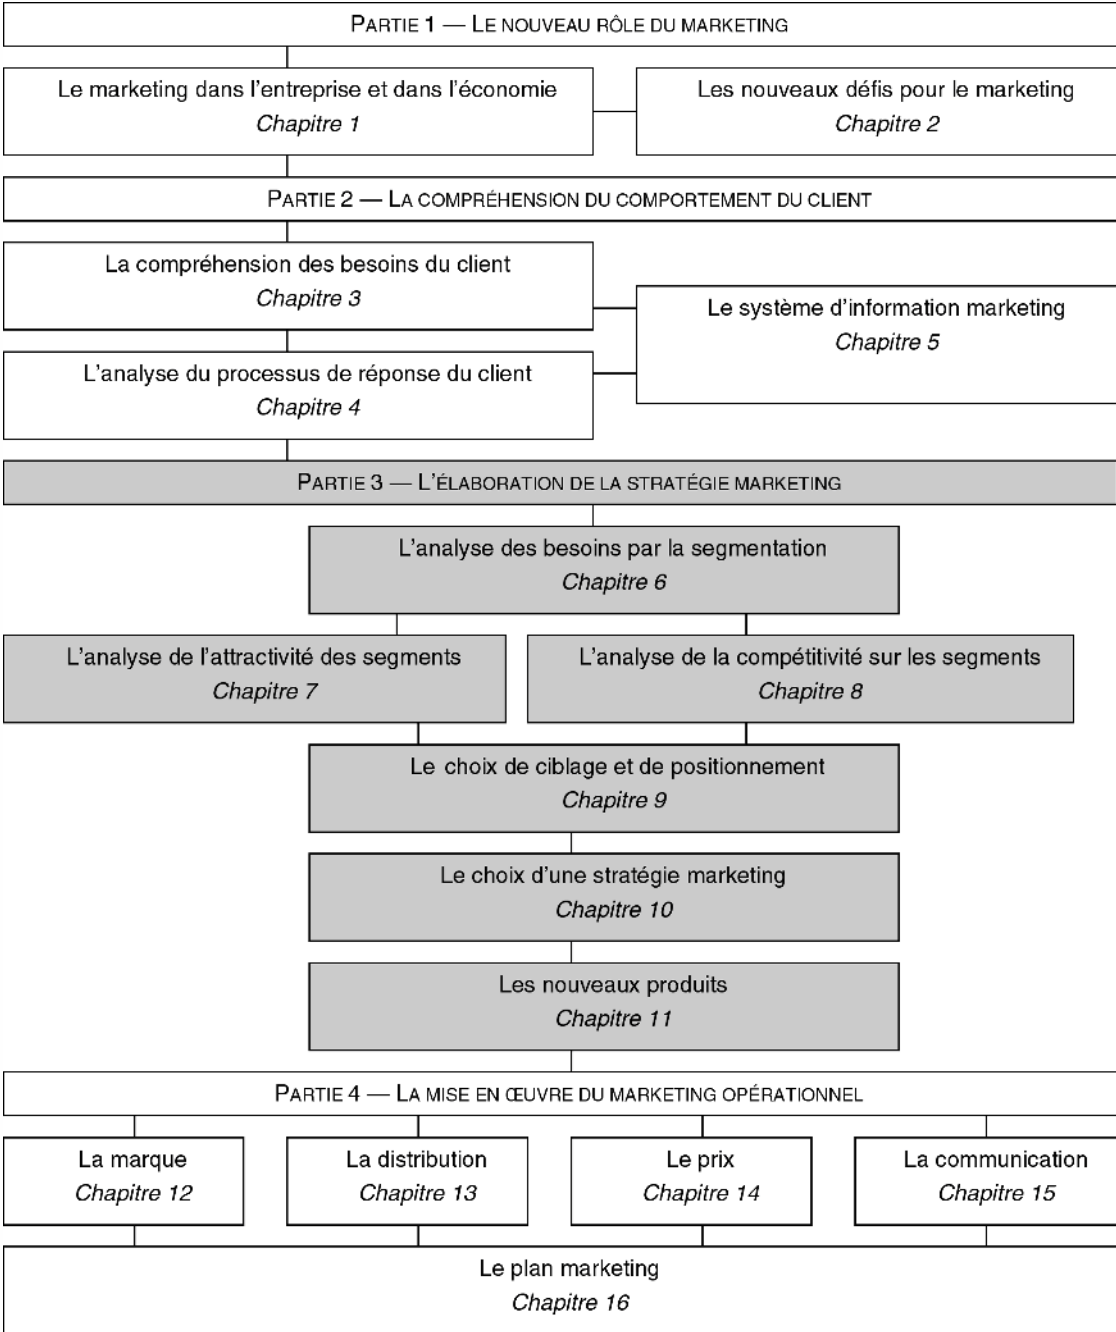 PARTIE 1 — LE NOUVEAU RÔLE DU MARKETING
Le marketing dans l'entreprise et dans l'économie
Chapitre 1
Les nouveaux défis pour le marketing
Chapitre 2
PARTIE 2 — LA COMPRÉHENSION DU COMPORTEMENT DU CLIENT
La compréhension des besoins du client
Chapitre 3
L'analyse du processus de réponse du client
Chapitre 4
Le système d'information marketing
Chapitre 5
PARTIE 3 — L'ÉLABORATION DE LA STRATÉGIE MARKETING
L'analyse des besoins par la segmentation
Chapitre 6
L'analyse de l'attractivité des segments
Chapitre 7
L'analyse de la compétitivité sur les segments
Chapitre 8
Le choix de ciblage et de positionnement
Chapitre 9
Le choix d'une stratégie marketing
Chapitre 10
Les nouveaux produits
Chapitre 11
PARTIE 4 — LA MISE EN ŒUVRE DU MARKETING OPÉRATIONNEL
La marque
Chapitre 12
La distribution
Chapitre 13
Le prix
Chapitre 14
La communication
Chapitre 15
Le plan marketing
Chapitre 16